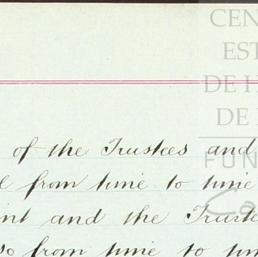 CEN
EST
DE H
DE
FUN
of the Trustees and
from time to time
and the Trustee
so from time to tim